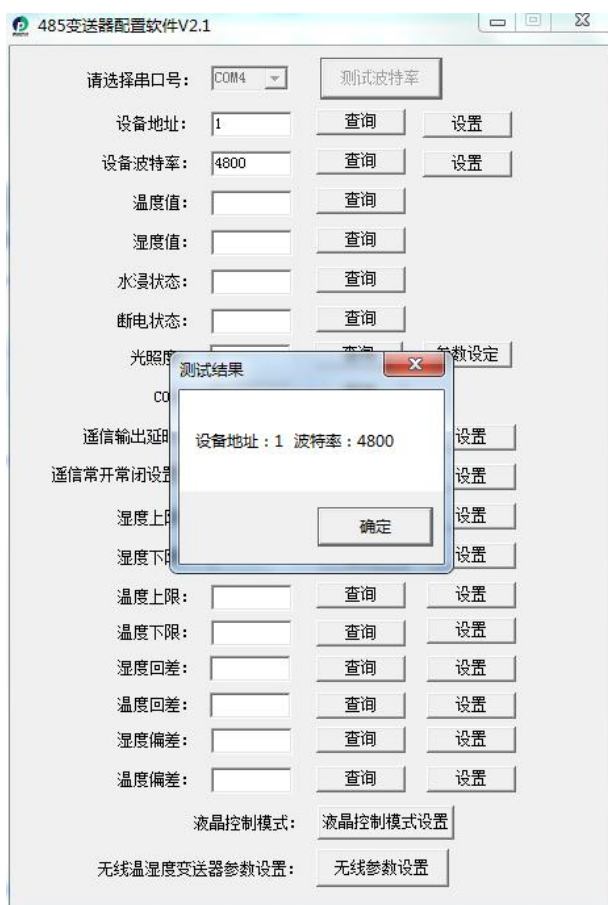 485变送器配置软件V2.1
请选择串口号： COM4 测试波特率
设备地址： 1 查询 设置
设备波特率： 4800 查询 设置
温度值： 查询
湿度值： 查询
水浸状态： 查询
断电状态： 查询
光照度 查询 参数设定
CO
测试结果
设备地址：1 波特率：4800
确定
遥信输出延时 设置
遥信常开常闭设置 设置
湿度上限 设置
湿度下限 设置
温度上限： 查询 设置
温度下限： 查询 设置
湿度回差： 查询 设置
温度回差： 查询 设置
湿度偏差： 查询 设置
温度偏差： 查询 设置
液晶控制模式： 液晶控制模式设置
无线温湿度变送器参数设置： 无线参数设置